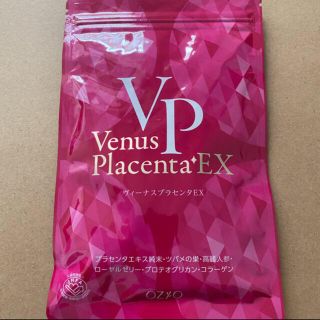 VP
Venus
Placenta EX
ヴィーナスプラセンタEX
プラセンタエキス純末・ツバメの巣・高麗人参・
ローヤルゼリー・プロテオグリカン・コラーゲン
OZIO